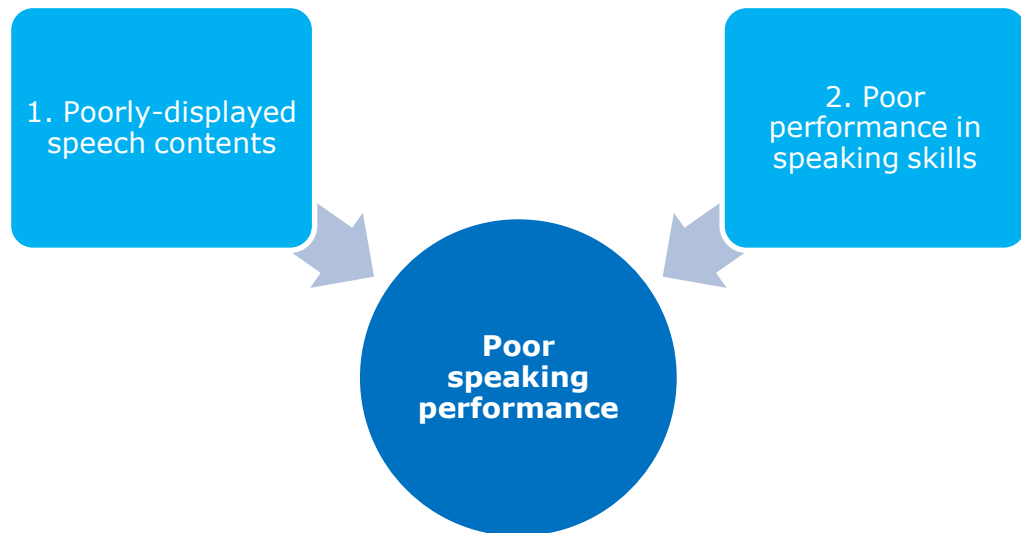 1. Poorly-displayed
speech contents
2. Poor
performance in
speaking skills
Poor
speaking
performance